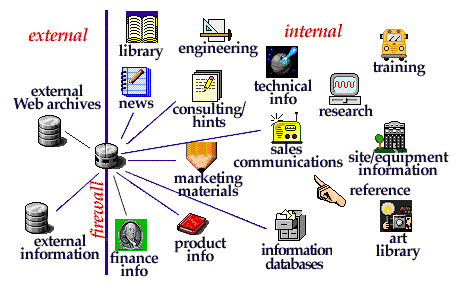 external
internal
library
engineering
training
technical
info
external
Web archives
news
consulting/
hints
research
sales
communications
site/equipment
information
marketing
materials
reference
firewall
external
information
finance
info
product
info
information
databases
art
library